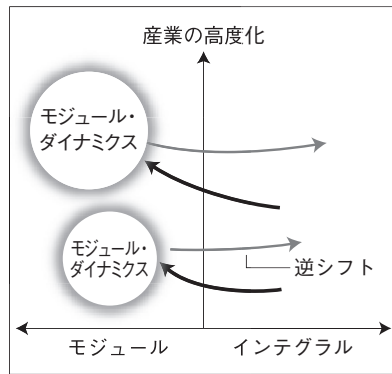 産業の高度化
モジュール・
ダイナミクス
モジュール・
ダイナミクス
逆シフト
モジュール
インテグラル